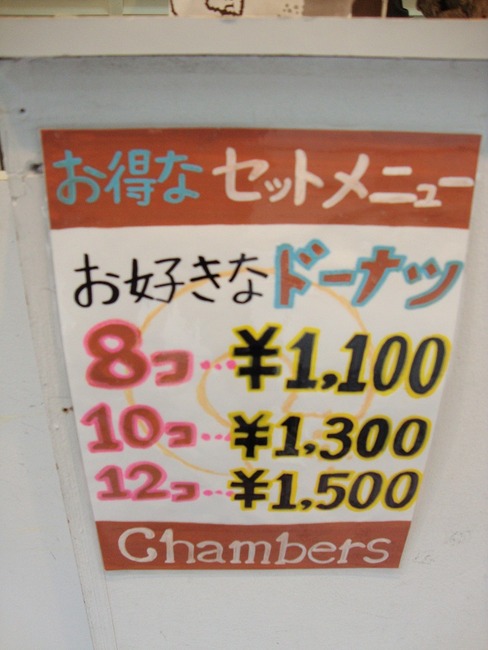 お得な セットメニュー
お好きなドーナツ
8コ…¥1,100
10コ…¥1,300
12コ…¥1,500
Chambers